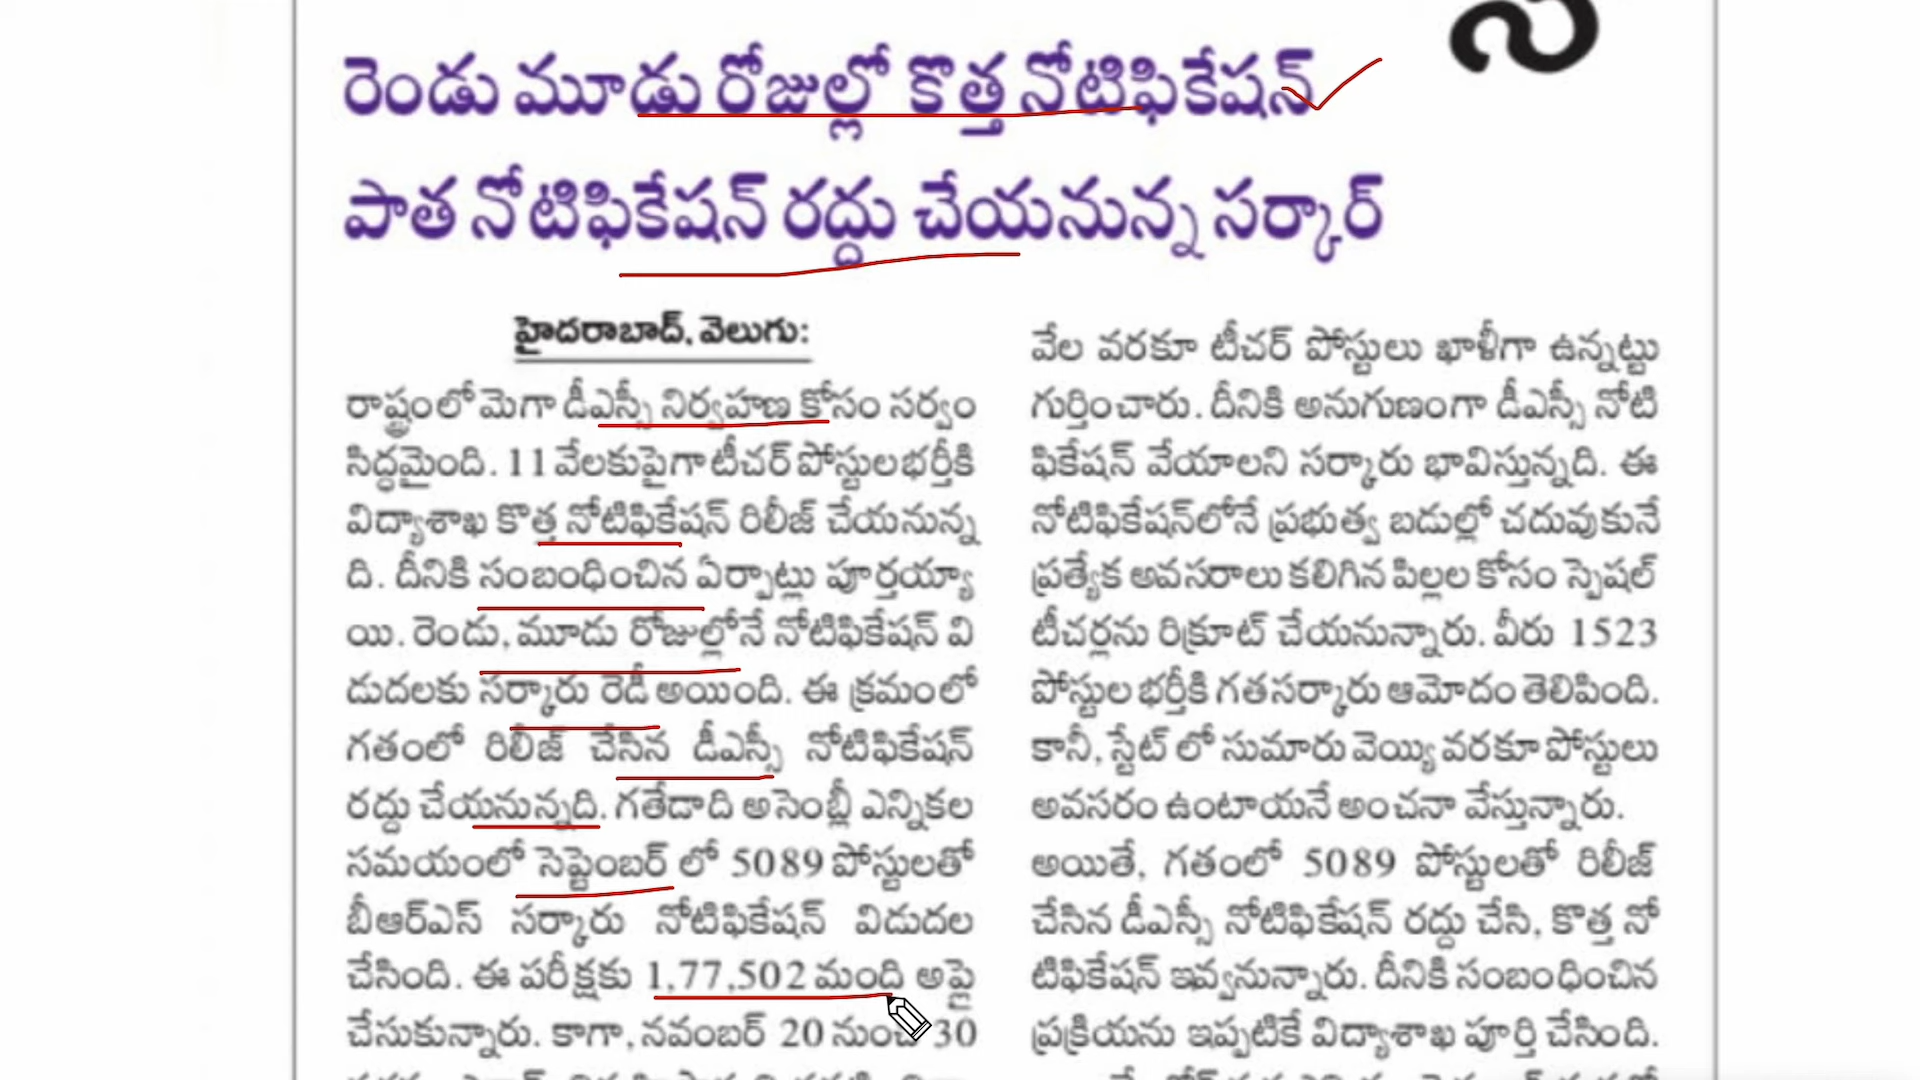 రెండు మూడు రోజుల్లో కొత్త నోటిఫికేషన్
పాత నోటిఫికేషన్ రద్దు చేయనున్న సర్కార్
హైదరాబాద్, వెలుగు:
రాష్ట్రంలో మెగా డీఎస్సీ నిర్వహణ కోసం సర్వం
సిద్ధమైంది. 11 వేలకుపైగా టీచర్ పోస్టుల భర్తీకి
విద్యాశాఖ కొత్త నోటిఫికేషన్ రిలీజ్ చేయనున్న
ది. దీనికి సంబంధించిన ఏర్పాట్లు పూర్తయ్యా
యి. రెండు, మూడు రోజుల్లోనే నోటిఫికేషన్ వి
డుదలకు సర్కారు రెడీ అయింది. ఈ క్రమంలో
గతంలో రిలీజ్ చేసిన డీఎస్సీ నోటిఫికేషన్
రద్దు చేయనున్నది. గతేడాది అసెంబ్లీ ఎన్నికల
సమయంలో సెప్టెంబర్ లో 5089 పోస్టులతో
బీఆర్ఎస్ సర్కారు నోటిఫికేషన్ విడుదల
చేసింది. ఈ పరీక్షకు 1,77,502 మంది అప్లై
చేసుకున్నారు. కాగా, నవంబర్ 20 నుంచి 30
వేల వరకూ టీచర్ పోస్టులు ఖాళీగా ఉన్నట్టు
గుర్తించారు. దీనికి అనుగుణంగా డీఎస్సీ నోటి
ఫికేషన్ వేయాలని సర్కారు భావిస్తున్నది. ఈ
నోటిఫికేషన్‌లోనే ప్రభుత్వ బడుల్లో చదువుకునే
ప్రత్యేక అవసరాలు కలిగిన పిల్లల కోసం స్పెషల్
టీచర్లను రిక్రూట్ చేయనున్నారు. వీరు 1523
పోస్టుల భర్తీకి గత సర్కారు ఆమోదం తెలిపింది.
కానీ, స్టేట్ లో సుమారు వెయ్యి వరకూ పోస్టులు
అవసరం ఉంటాయనే అంచనా వేస్తున్నారు.
అయితే, గతంలో 5089 పోస్టులతో రిలీజ్
చేసిన డీఎస్సీ నోటిఫికేషన్ రద్దు చేసి, కొత్త నో
టిఫికేషన్ ఇవ్వనున్నారు. దీనికి సంబంధించిన
ప్రక్రియను ఇప్పటికే విద్యాశాఖ పూర్తి చేసింది.